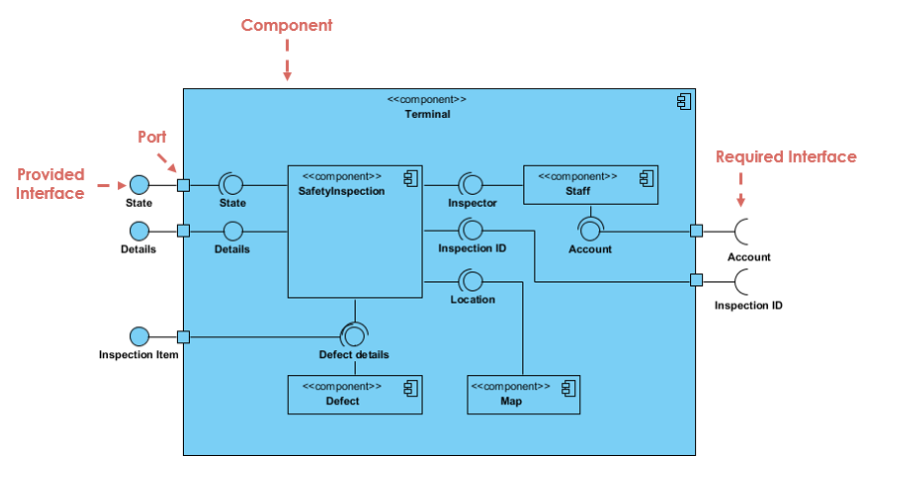 Component
<<component>>
Terminal
Port
Provided
Interface
Required Interface
<<component>>
SafetyInspection
<<component>>
Staff
State
State
Inspector
Details
Details
Inspection ID
Account
Account
Location
Inspection ID
Inspection Item
Defect details
<<component>>
Defect
<<component>>
Map